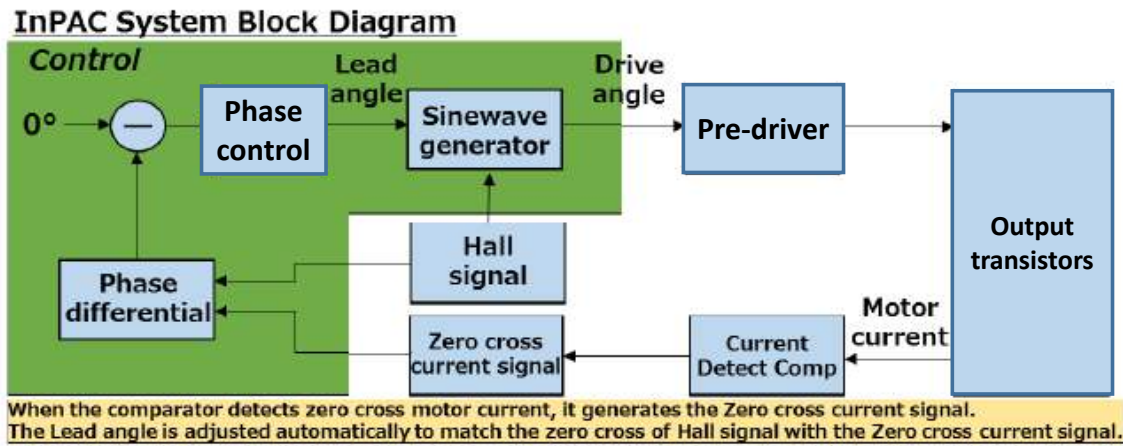 InPAC System Block Diagram
Control
0°
—
Phase
control
Lead
angle
Sinewave
generator
Drive
angle
Pre-driver
Output
transistors
Hall
signal
Phase
differential
Zero cross
current signal
Current
Detect Comp
Motor
current
When the comparator detects zero cross motor current, it generates the Zero cross current signal.
The Lead angle is adjusted automatically to match the zero cross of Hall signal with the Zero cross current signal.